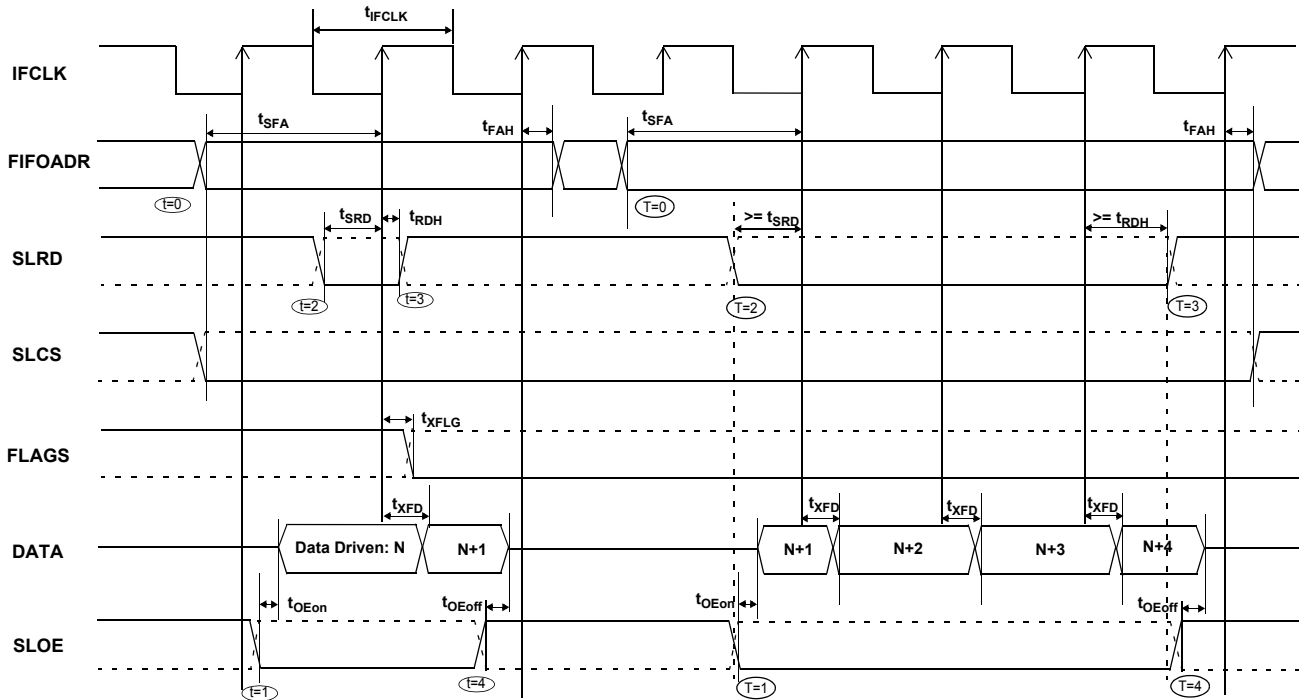 tIFCLK
IFCLK
tSFA
tFAH
tSFA
tFAH
FIFOADR
t=0
T=0
tSRD
tRDH
>= tSRD
>= tRDH
SLRD
t=2
t=3
T=2
T=3
SLCS
tXFLG
FLAGS
tXFD
tXFD
tXFD
tXFD
DATA
Data Driven: N
N+1
N+1
N+2
N+3
N+4
tOEon
tOEoff
tOEon
tOEoff
SLOE
t=1
t=4
T=1
T=4